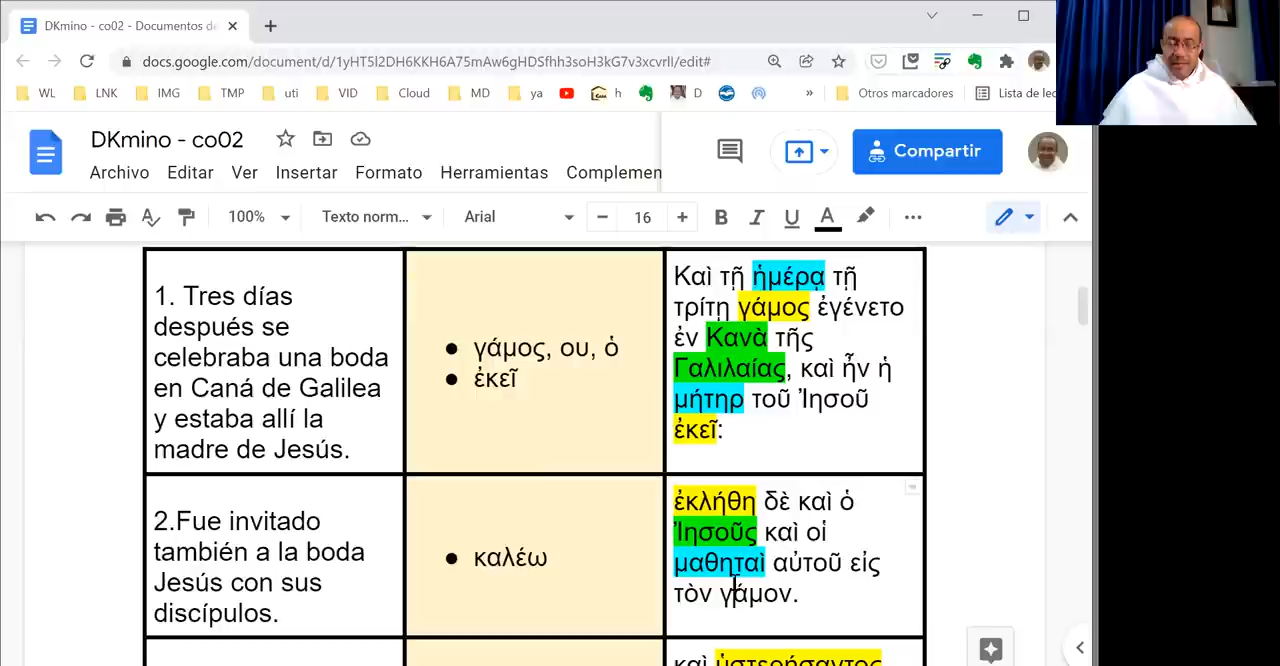 DKmino - co02 - Documentos de
docs.google.com/document/d/1yHT5l2DH6KKH6A75mAw6gHDSfhh3soH3kG7v3xcvrlI/edit#
WL LNK IMG TMP uti VID Cloud MD ya h D » Otros marcadores Lista de lec
DKmino - co02
Compartir
Archivo Editar Ver Insertar Formato Herramientas Complemen
100% Texto norm... Arial 16 B I U A
1. Tres días
después se
celebraba una boda
en Caná de Galilea
y estaba allí la
madre de Jesús.
● γάμος, ου, ὁ
● ἐκεῖ
Καὶ τῇ ἡμέρᾳ τῇ
τρίτῃ γάμος ἐγένετο
ἐν Κανὰ τῆς
Γαλιλαίας, καὶ ἦν ἡ
μήτηρ τοῦ Ἰησοῦ
ἐκεῖ:
2.Fue invitado
también a la boda
Jesús con sus
discípulos.
● καλέω
ἐκλήθη δὲ καὶ ὁ
Ἰησοῦς καὶ οἱ
μαθηταὶ αὐτοῦ εἰς
τὸν γάμον.
καὶ ὑστερήσαντος